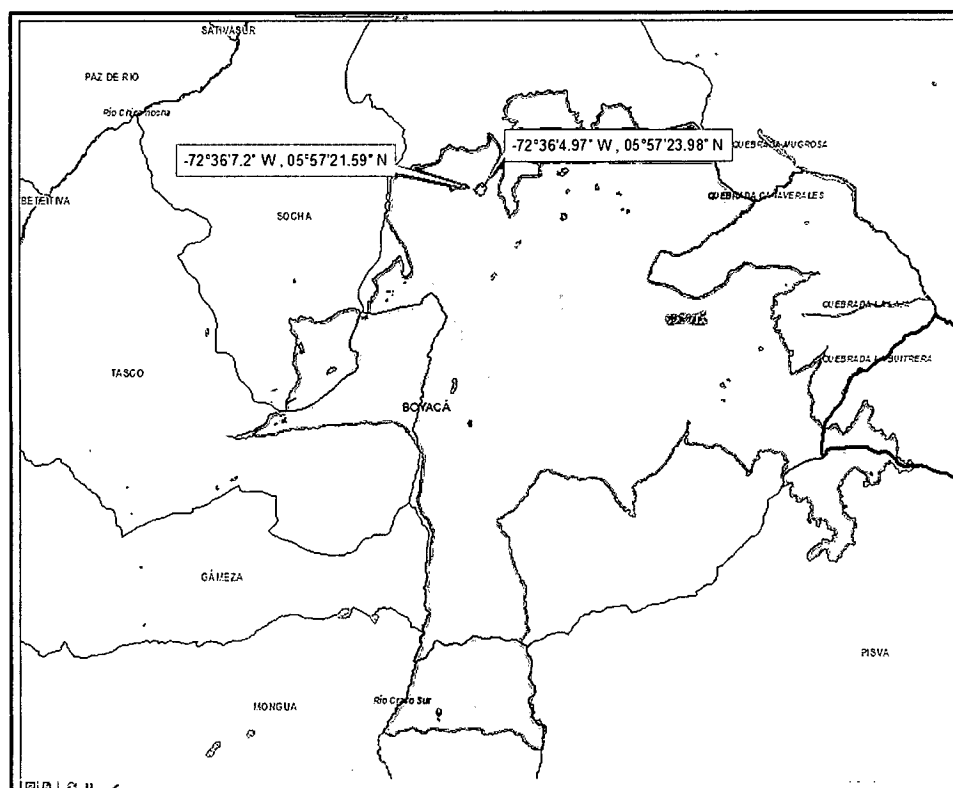 SATIVASUR
PAZ DE RIO
Río Chicamocha
-72°36'7.2" W , 05°57'21.59" N
-72°36'4.97" W , 05°57'23.98" N
QUEBRADA MUGROSA
BETEITIVA
SOCHA
QUEBRADA CAÑAVERALES
QUEBRADA
TASCO
QUEBRADA LA BUITRERA
BOYACÁ
GÁMEZA
PISVA
MONGUA
Río Cravo Sur